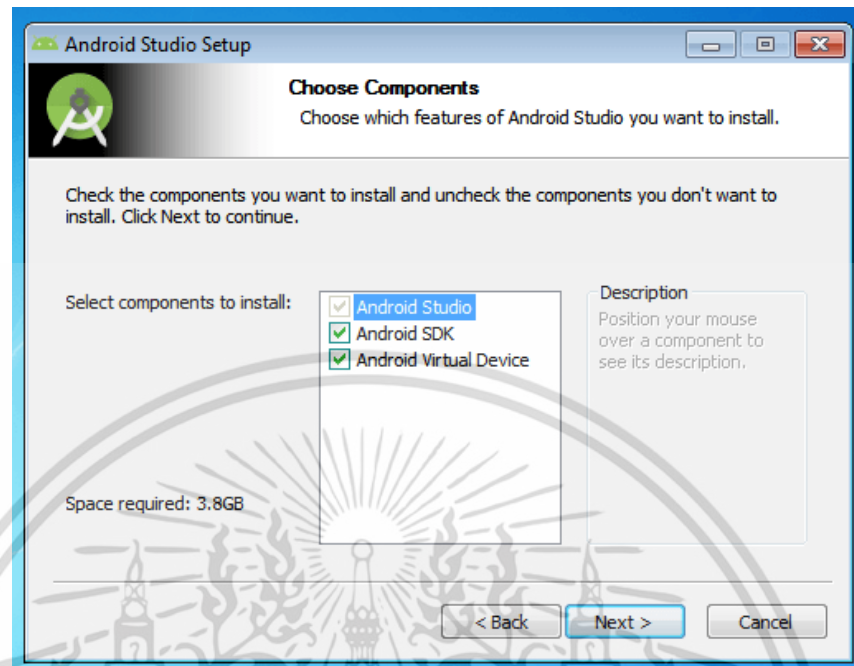 Android Studio Setup
Choose Components
Choose which features of Android Studio you want to install.
Check the components you want to install and uncheck the components you don't want to
install. Click Next to continue.
Select components to install:
Android Studio
Android SDK
Android Virtual Device
Description
Position your mouse
over a component to
see its description.
Space required: 3.8GB
< Back
Next >
Cancel